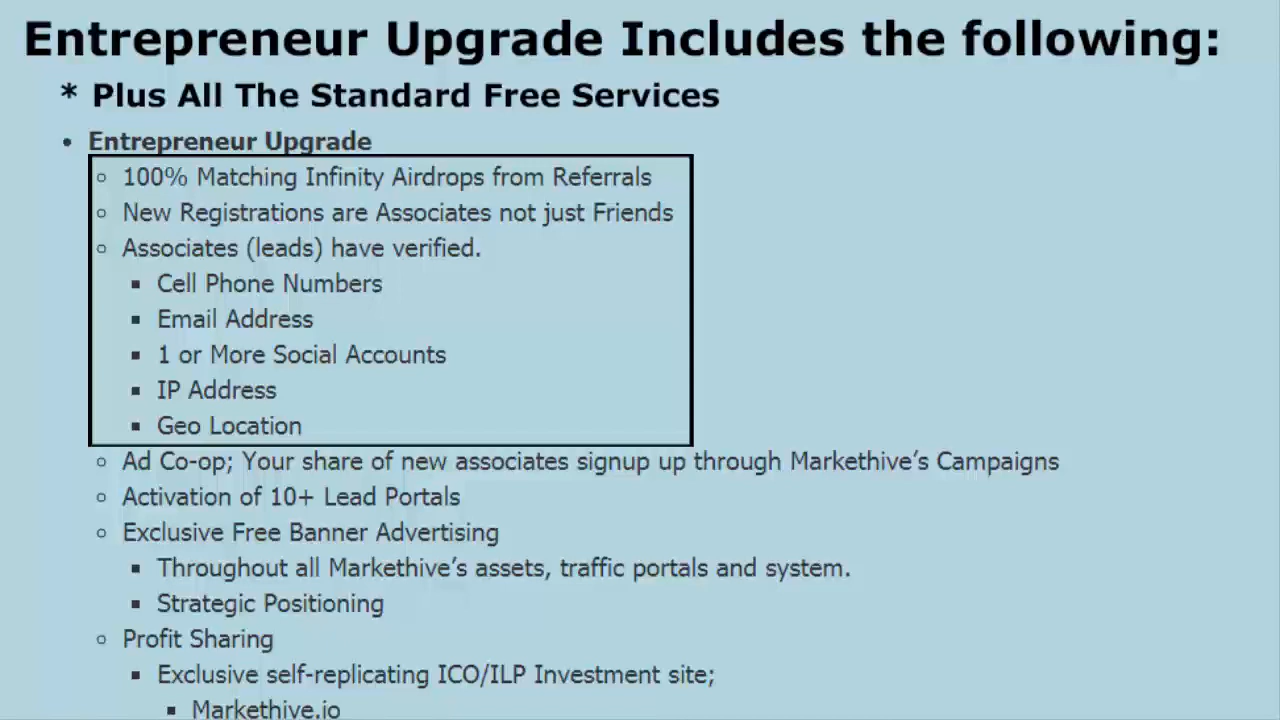 Entrepreneur Upgrade Includes the following:
* Plus All The Standard Free Services
• Entrepreneur Upgrade
○ 100% Matching Infinity Airdrops from Referrals
○ New Registrations are Associates not just Friends
○ Associates (leads) have verified.
▪ Cell Phone Numbers
▪ Email Address
▪ 1 or More Social Accounts
▪ IP Address
▪ Geo Location
○ Ad Co-op; Your share of new associates signup up through Markethive’s Campaigns
○ Activation of 10+ Lead Portals
○ Exclusive Free Banner Advertising
▪ Throughout all Markethive’s assets, traffic portals and system.
▪ Strategic Positioning
○ Profit Sharing
▪ Exclusive self-replicating ICO/ILP Investment site;
▪ Markethive.io